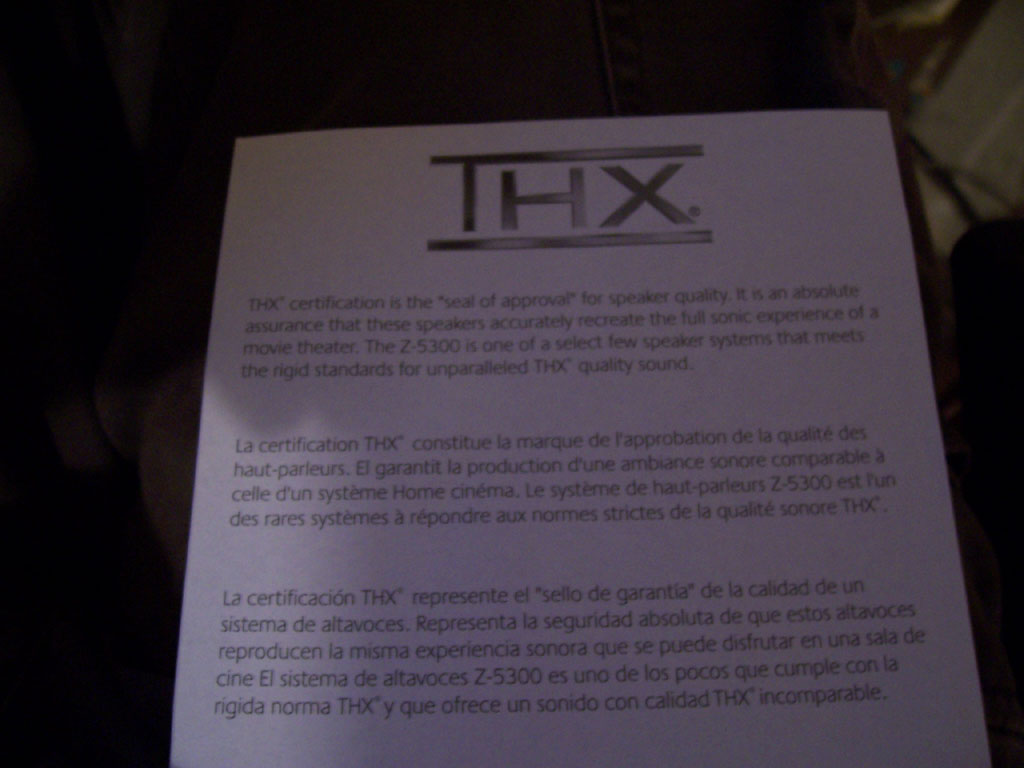 THX®
THX® certification is the "seal of approval" for speaker quality. It is an absolute
assurance that these speakers accurately recreate the full sonic experience of a
movie theater. The Z-5300 is one of a select few speaker systems that meets
the rigid standards for unparalleled THX® quality sound.
La certification THX® constitue la marque de l'approbation de la qualité des
haut-parleurs. El garantit la production d'une ambiance sonore comparable à
celle d'un système Home cinéma. Le système de haut-parleurs Z-5300 est l'un
des rares systèmes à répondre aux normes strictes de la qualité sonore THX®.
La certificación THX® represente el "sello de garantía" de la calidad de un
sistema de altavoces. Representa la seguridad absoluta de que estos altavoces
reproducen la misma experiencia sonora que se puede disfrutar en una sala de
cine El sistema de altavoces Z-5300 es uno de los pocos que cumple con la
rigida norma THX® y que ofrece un sonido con calidad THX® incomparable.